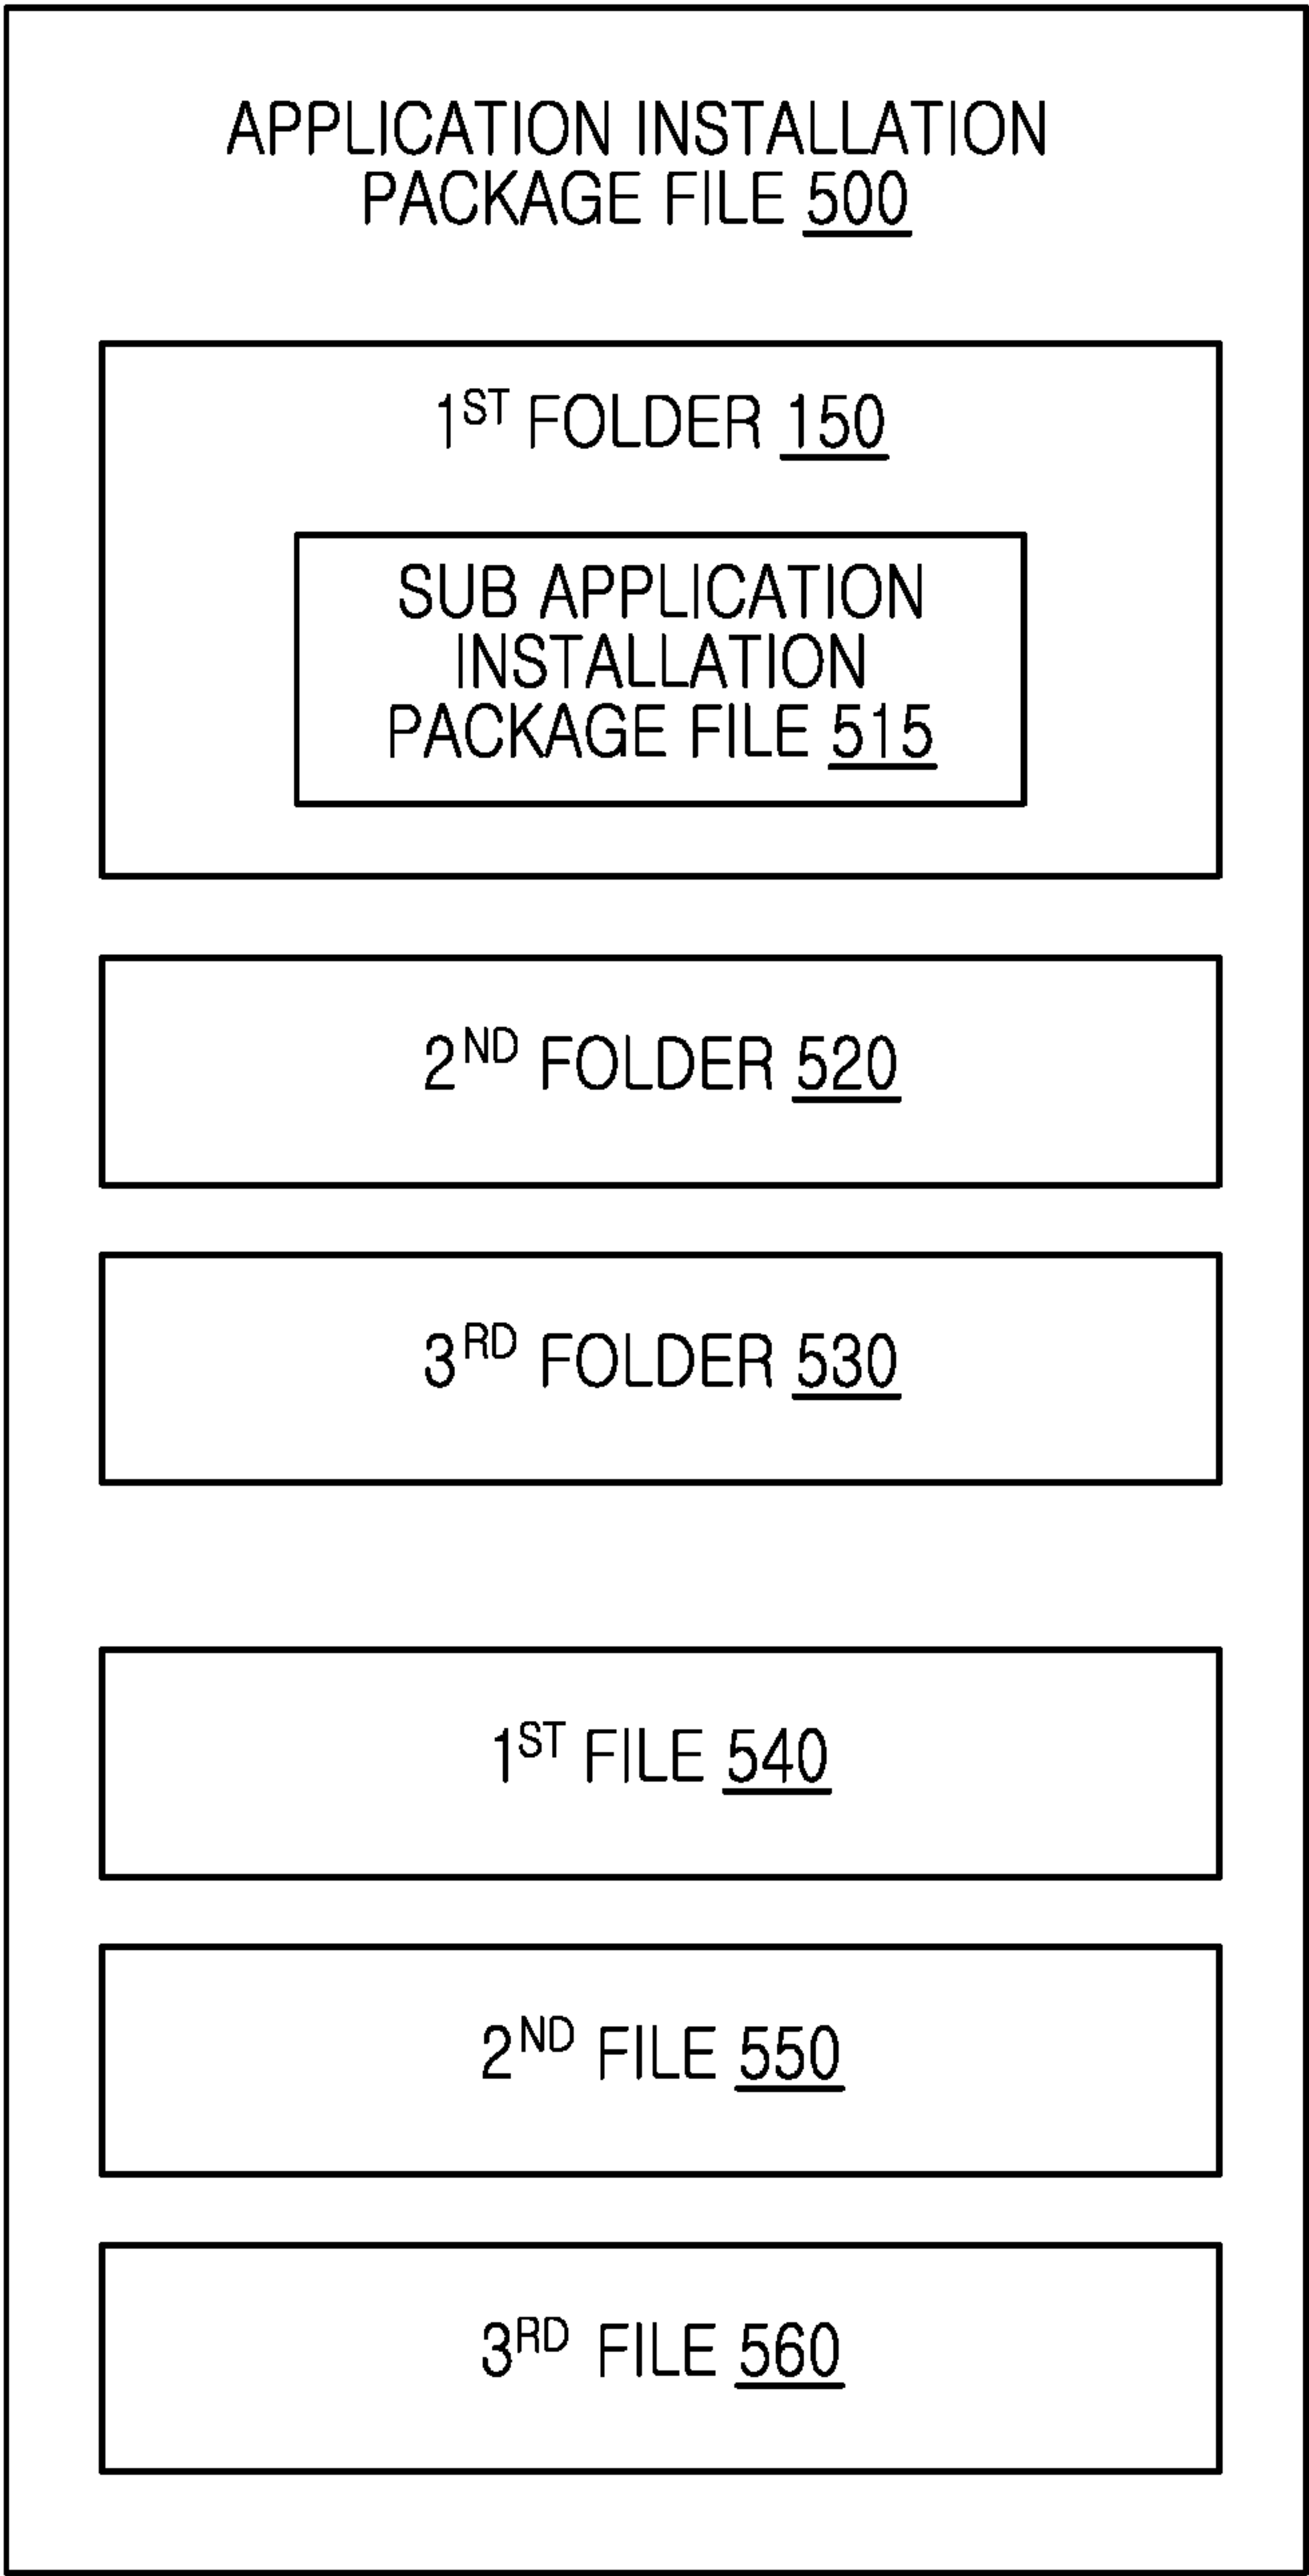 APPLICATION INSTALLATION
PACKAGE FILE 500
1ST FOLDER 150
SUB APPLICATION
INSTALLATION
PACKAGE FILE 515
2ND FOLDER 520
3RD FOLDER 530
1ST FILE 540
2ND FILE 550
3RD FILE 560